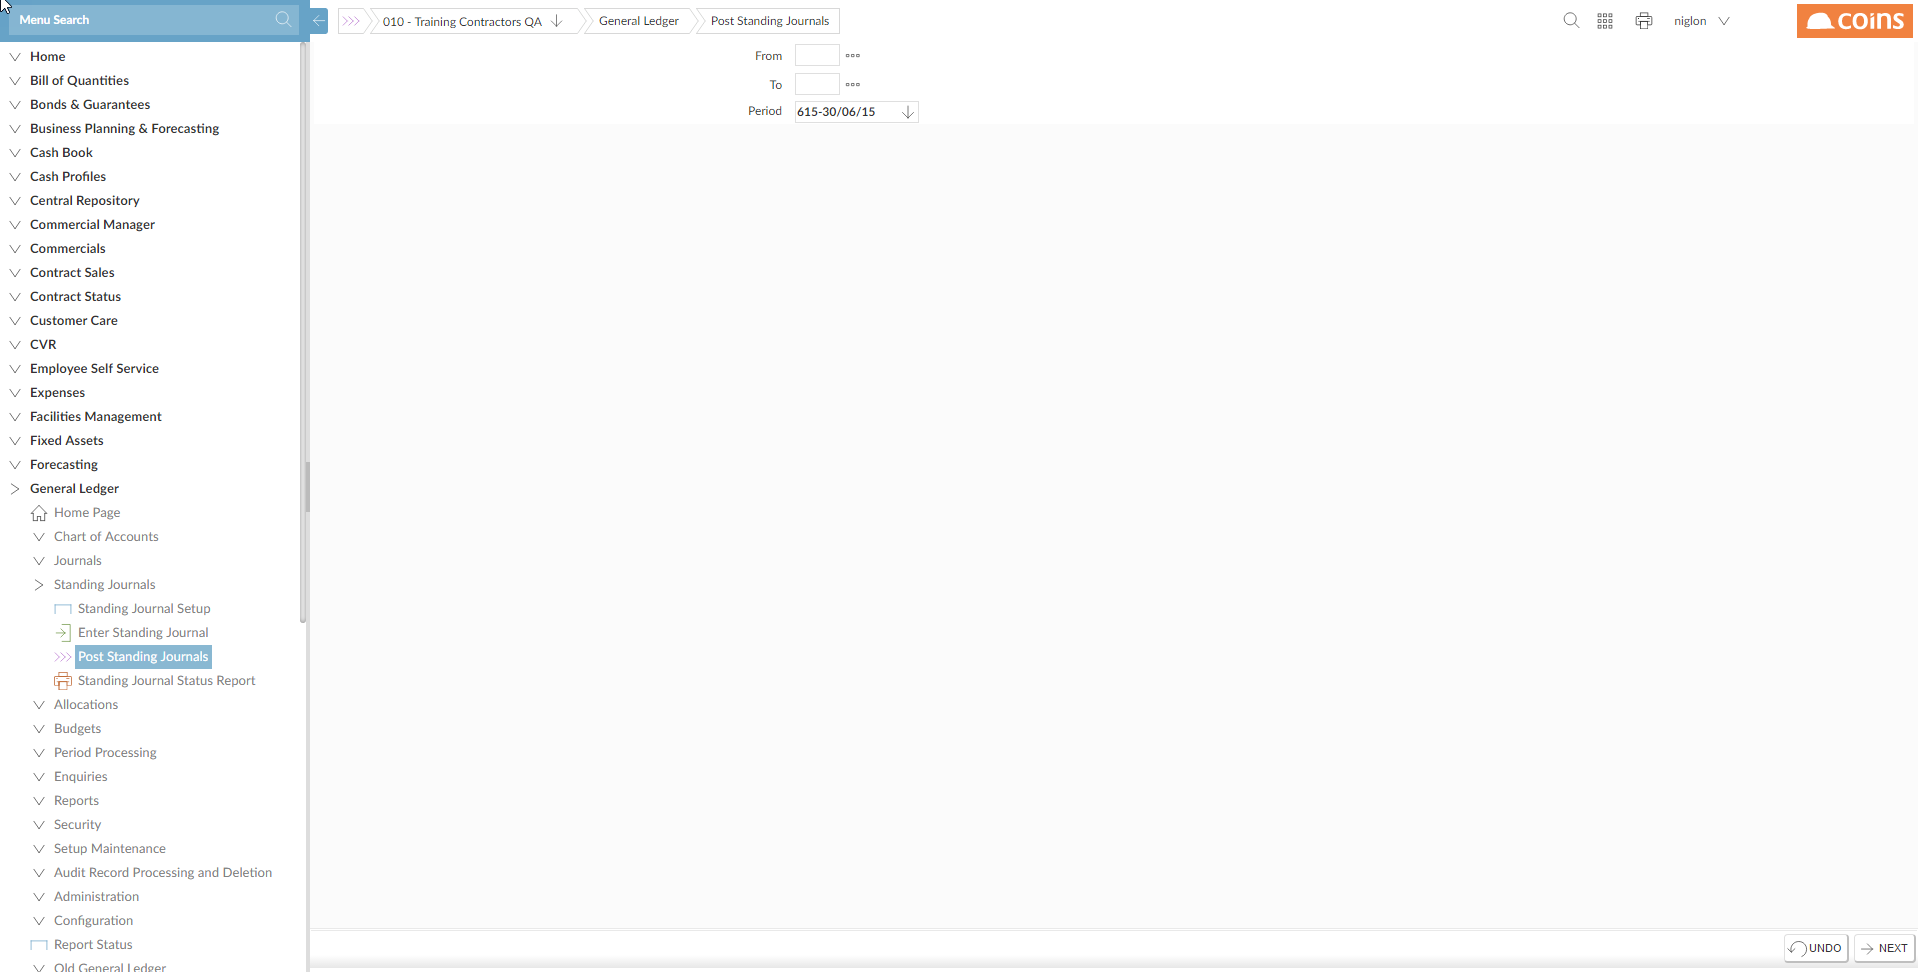 Menu Search
010 - Training Contractors QA
General Ledger
Post Standing Journals
niglon
coins
From
To
Period 615-30/06/15
Home
Bill of Quantities
Bonds & Guarantees
Business Planning & Forecasting
Cash Book
Cash Profiles
Central Repository
Commercial Manager
Commercials
Contract Sales
Contract Status
Customer Care
CVR
Employee Self Service
Expenses
Facilities Management
Fixed Assets
Forecasting
General Ledger
Home Page
Chart of Accounts
Journals
Standing Journals
Standing Journal Setup
Enter Standing Journal
Post Standing Journals
Standing Journal Status Report
Allocations
Budgets
Period Processing
Enquiries
Reports
Security
Setup Maintenance
Audit Record Processing and Deletion
Administration
Configuration
Report Status
Old General Ledger
UNDO
NEXT